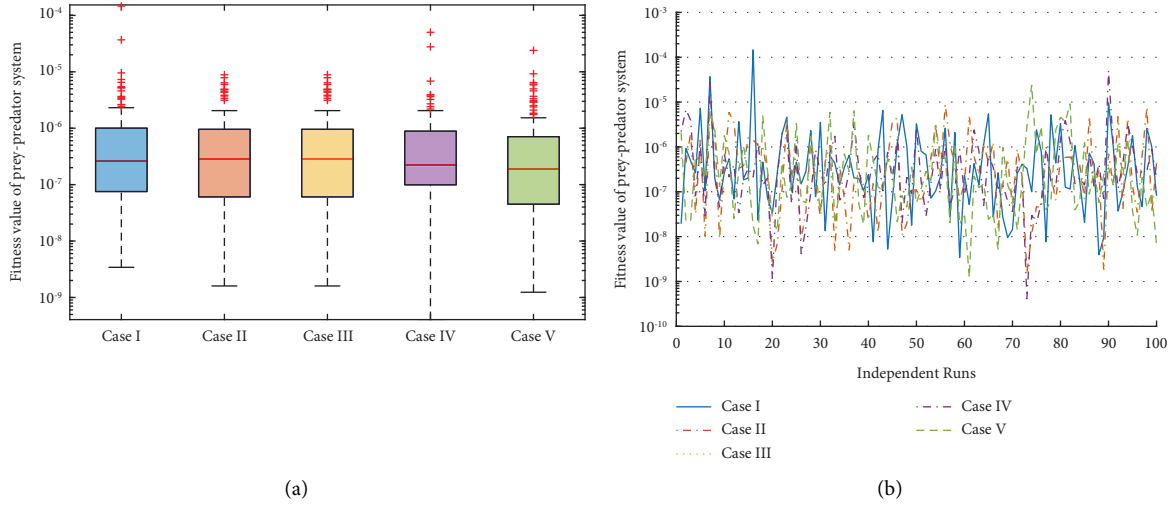 Fitness value of prey-predator system
10^-4
10^-5
10^-6
10^-7
10^-8
10^-9
Case I
Case II
Case III
Case IV
Case V
(a)
Fitness value of prey-predator system
10^-3
10^-4
10^-5
10^-6
10^-7
10^-8
10^-9
10^-10
0 10 20 30 40 50 60 70 80 90 100
Independent Runs
Case I
Case II
Case III
Case IV
Case V
(b)